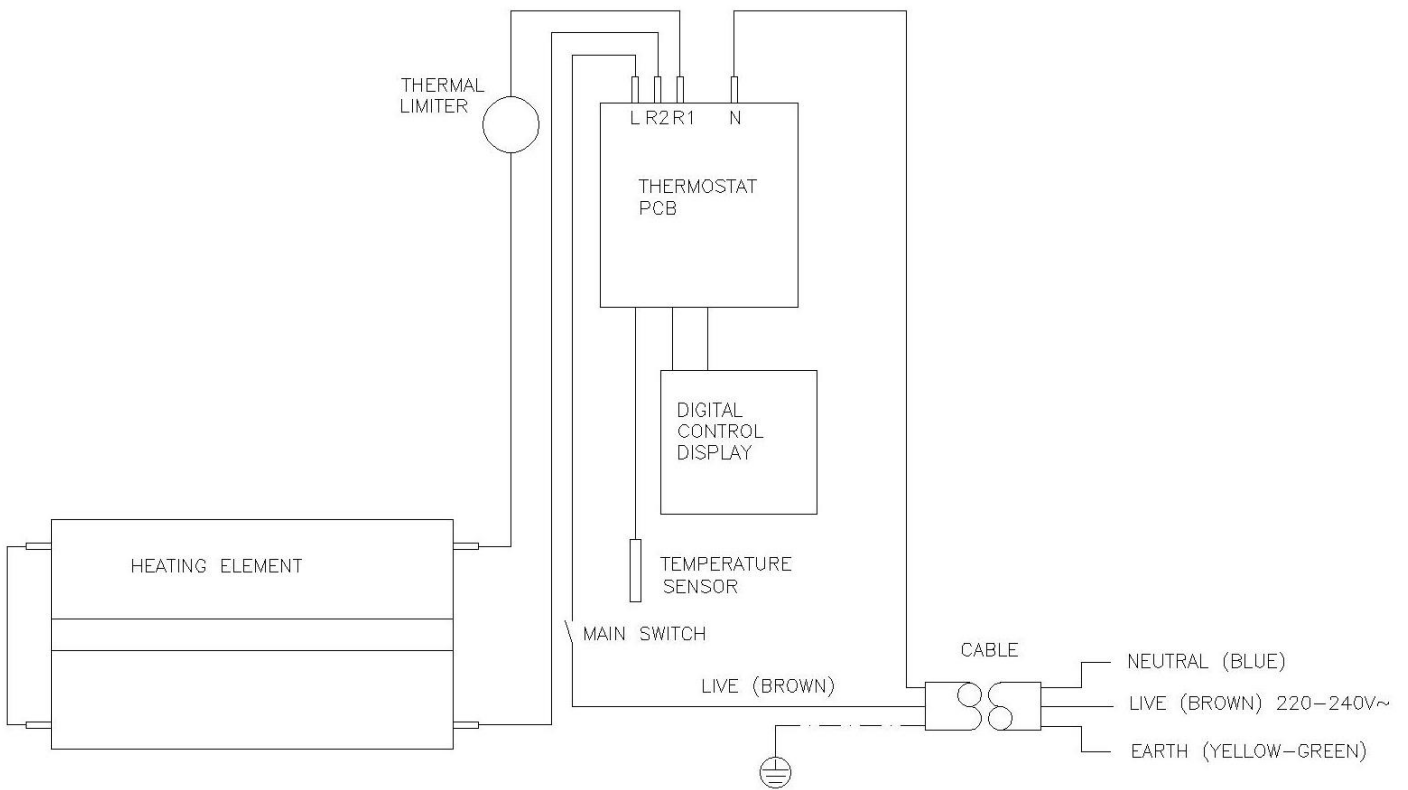 THERMAL
LIMITER
L R2 R1 N
THERMOSTAT
PCB
DIGITAL
CONTROL
DISPLAY
HEATING ELEMENT
TEMPERATURE
SENSOR
MAIN SWITCH
CABLE
NEUTRAL (BLUE)
LIVE (BROWN)
LIVE (BROWN) 220-240V~
EARTH (YELLOW-GREEN)